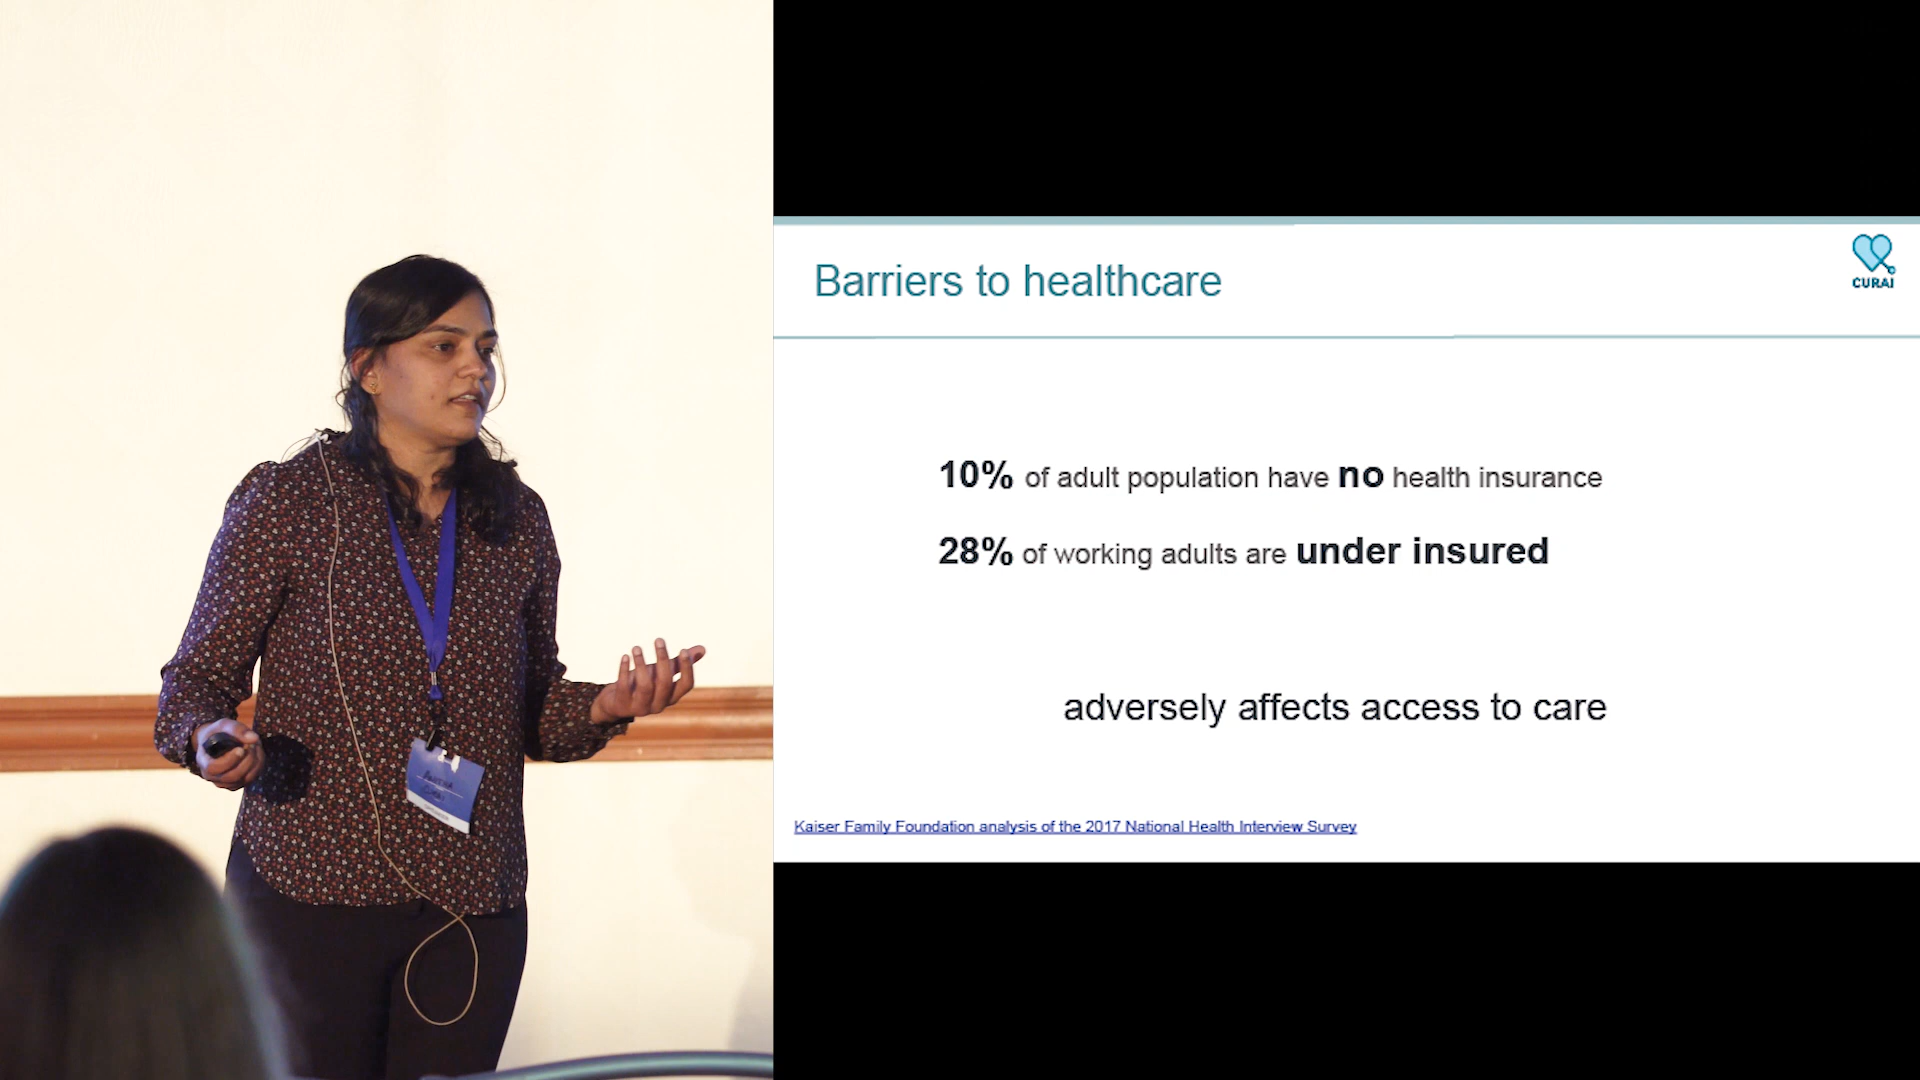 Barriers to healthcare
CURAI
10% of adult population have no health insurance
28% of working adults are under insured
adversely affects access to care
Kaiser Family Foundation analysis of the 2017 National Health Interview Survey